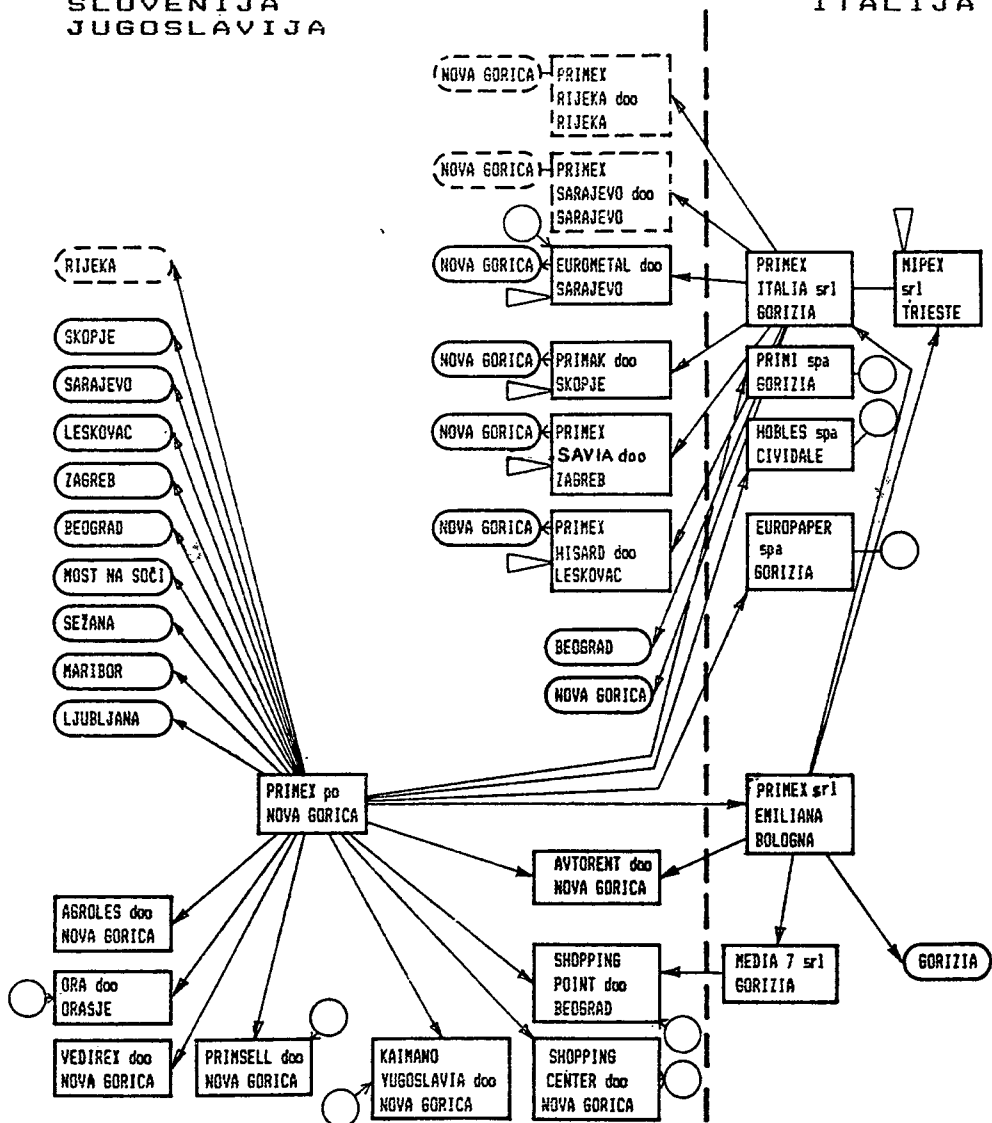 SLOVENIJA
JUGOSLAVIJA
ITALIJA
NOVA GORICA
PRIMEX
RIJEKA doo
RIJEKA
NOVA GORICA
PRIMEX
SARAJEVO doo
SARAJEVO
RIJEKA
NOVA GORICA
EUROMETAL doo
SARAJEVO
PRIMEX
ITALIA srl
GORIZIA
MIPEX
srl
TRIESTE
SKOPJE
SARAJEVO
LESKOVAC
ZAGREB
BEOGRAD
MOST NA SOČI
SEŽANA
MARIBOR
LJUBLJANA
NOVA GORICA
PRIMAK doo
SKOPJE
PRIMI spa
GORIZIA
NOVA GORICA
PRIMEX
SAVIA doo
ZAGREB
HOBLES spa
CIVIDALE
NOVA GORICA
PRIMEX
HISARD doo
LESKOVAC
EUROPAPER
spa
GORIZIA
BEOGRAD
NOVA GORICA
PRIMEX po
NOVA GORICA
PRIMEX srl
EMILIANA
BOLOGNA
AVTORENT doo
NOVA GORICA
AGROLES doo
NOVA GORICA
ORA doo
ORASJE
VEDIREX doo
NOVA GORICA
PRIMSELL doo
NOVA GORICA
KAIMANO
YUGOSLAVIA doo
NOVA GORICA
SHOPPING
POINT doo
BEOGRAD
SHOPPING
CENTER doo
NOVA GORICA
MEDIA 7 srl
GORIZIA
GORIZIA